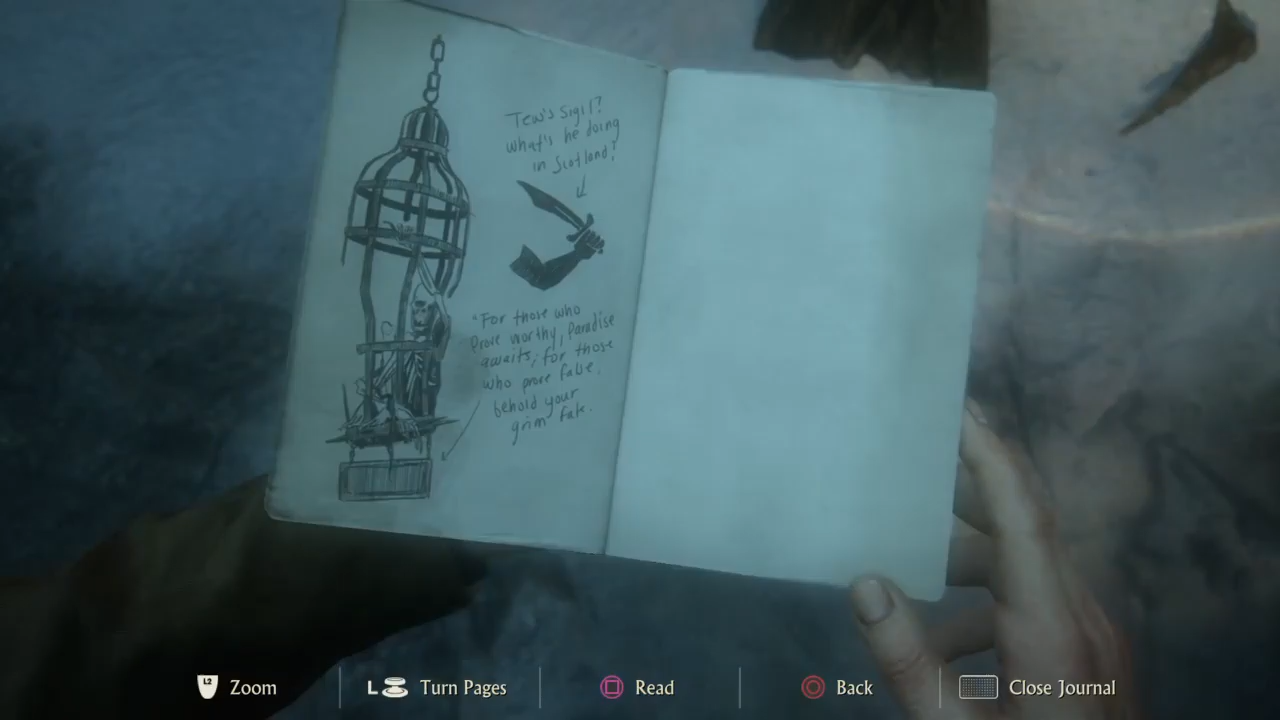 Tew's Sigil?
what's he doing
in Scotland?
"For those who
prove worthy, Paradise
awaits; for those
who prove false,
behold your
grim fate.
L2 Zoom
L Turn Pages
Read
Back
Close Journal